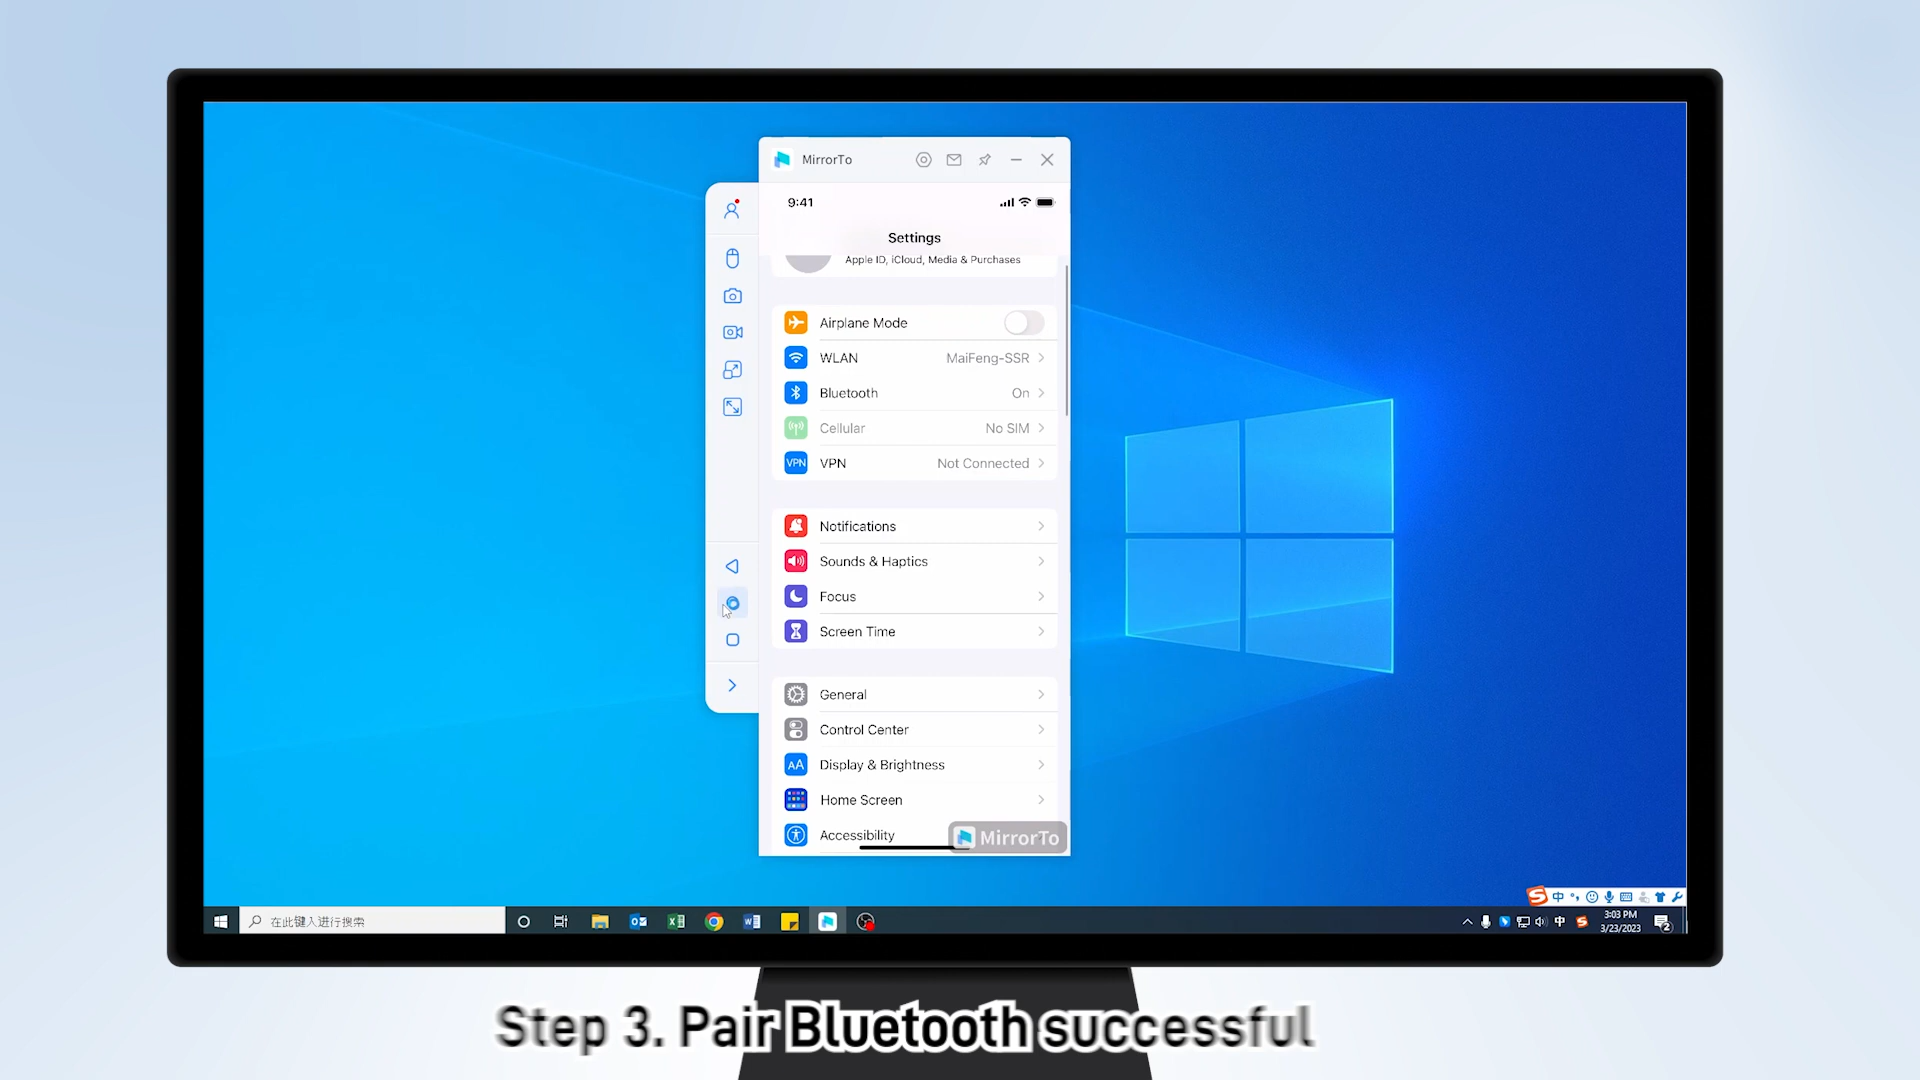 MirrorTo
9:41
Settings
Apple ID, iCloud, Media & Purchases
Airplane Mode
WLAN MaiFeng-SSR
Bluetooth On
Cellular No SIM
VPN VPN Not Connected
Notifications
Sounds & Haptics
Focus
Screen Time
General
Control Center
AA Display & Brightness
Home Screen
Accessibility
MirrorTo
S 中
在此键入进行搜索
中 S
3:03 PM
3/23/2023
2
Step 3. Pair Bluetooth successful